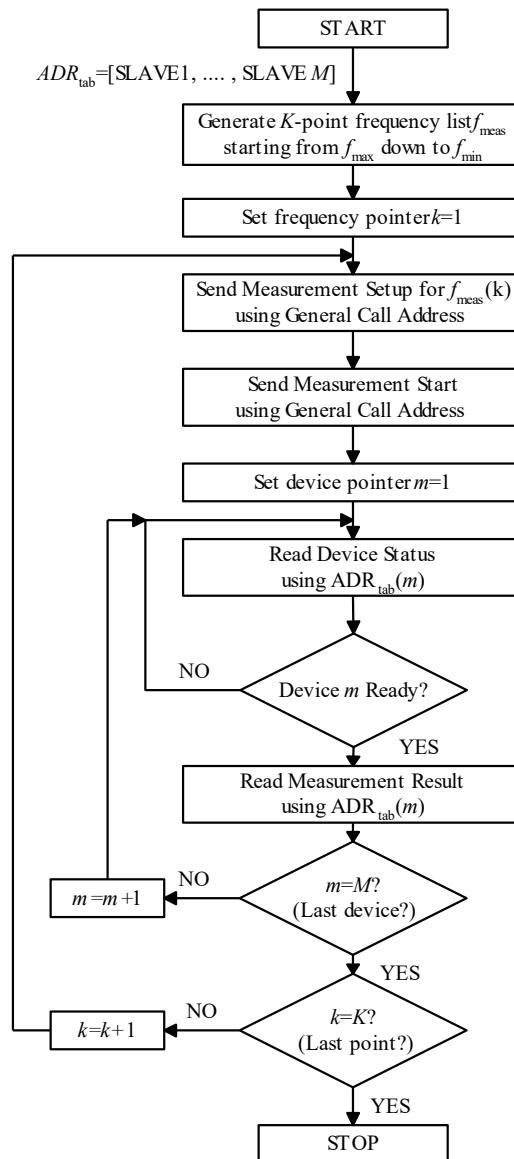 START
ADR_tab=[SLAVE1, .... , SLAVE M]
Generate K-point frequency list f_meas
starting from f_max down to f_min
Set frequency pointer k=1
Send Measurement Setup for f_meas(k)
using General Call Address
Send Measurement Start
using General Call Address
Set device pointer m=1
Read Device Status
using ADR_tab(m)
NO
Device m Ready?
YES
Read Measurement Result
using ADR_tab(m)
m=m+1
NO
m=M?
(Last device?)
YES
k=k+1
NO
k=K?
(Last point?)
YES
STOP